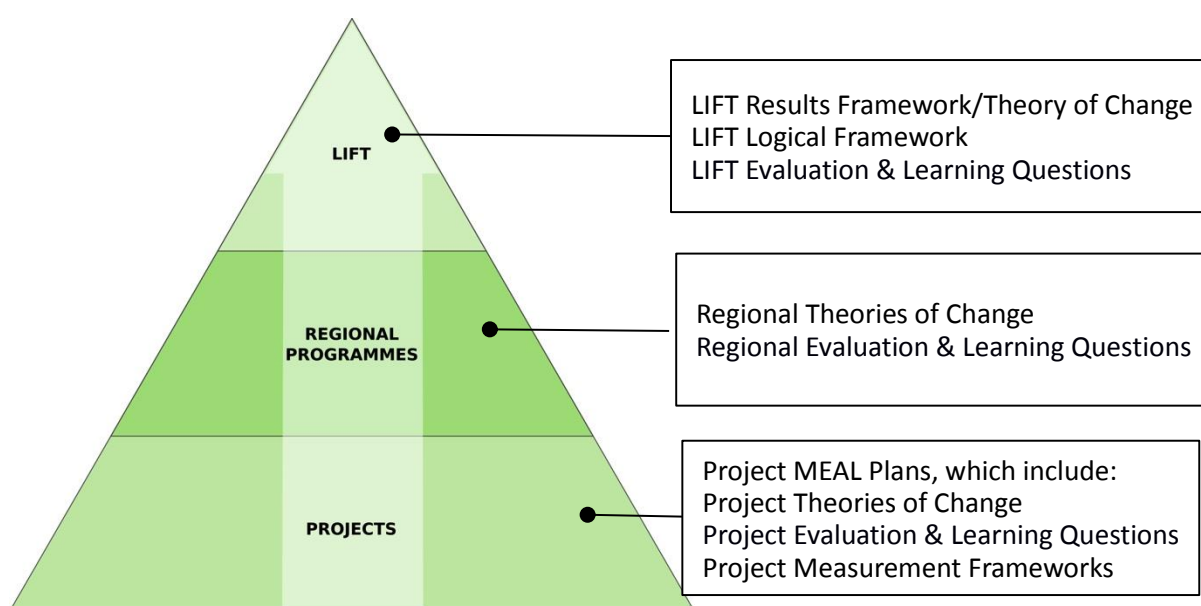 LIFT
LIFT Results Framework/Theory of Change
LIFT Logical Framework
LIFT Evaluation & Learning Questions
REGIONAL
PROGRAMMES
Regional Theories of Change
Regional Evaluation & Learning Questions
PROJECTS
Project MEAL Plans, which include:
Project Theories of Change
Project Evaluation & Learning Questions
Project Measurement Frameworks